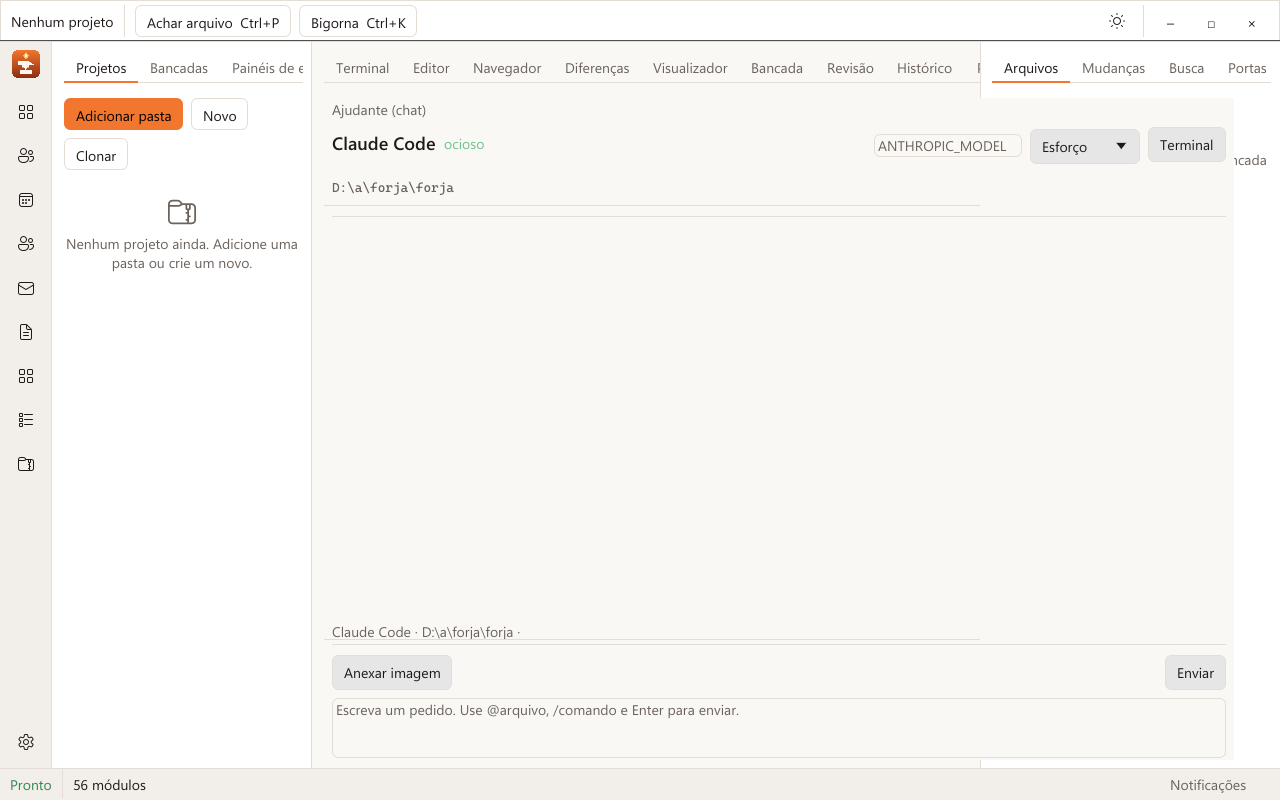 Nenhum projeto
Achar arquivo Ctrl+P
Bigorna Ctrl+K
Projetos
Bancadas
Painéis de e
Adicionar pasta
Novo
Clonar
Nenhum projeto ainda. Adicione uma
pasta ou crie um novo.
Terminal
Editor
Navegador
Diferenças
Visualizador
Bancada
Revisão
Histórico
Arquivos
Mudanças
Busca
Portas
Ajudante (chat)
Claude Code ocioso
ANTHROPIC_MODEL
Esforço
Terminal
ncada
D:\a\forja\forja
Claude Code · D:\a\forja\forja ·
Anexar imagem
Enviar
Escreva um pedido. Use @arquivo, /comando e Enter para enviar.
Pronto
56 módulos
Notificações